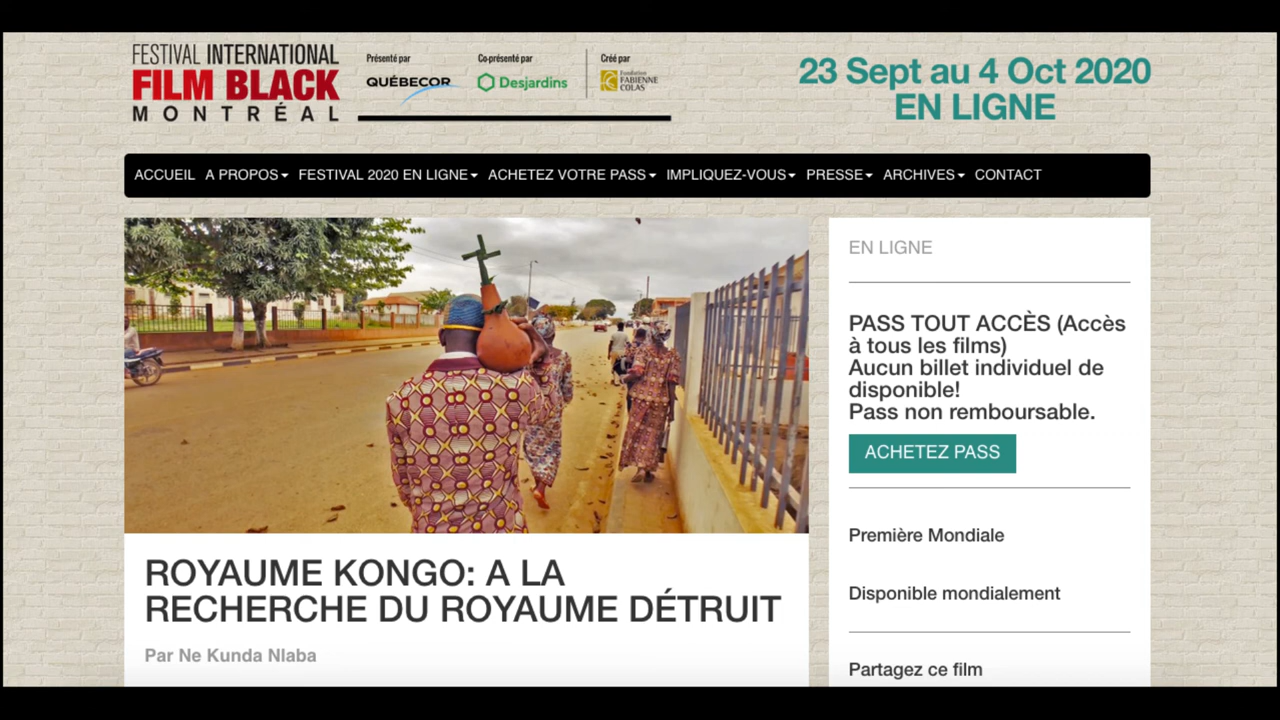 FESTIVAL INTERNATIONAL
FILM BLACK
MONTRÉAL
Présenté par
QUÉBECOR
Co-présenté par
Desjardins
Créé par
Fondation
FABIENNE
COLAS
23 Sept au 4 Oct 2020
EN LIGNE
ACCUEIL A PROPOS FESTIVAL 2020 EN LIGNE ACHETEZ VOTRE PASS IMPLIQUEZ-VOUS PRESSE ARCHIVES CONTACT
ROYAUME KONGO: A LA
RECHERCHE DU ROYAUME DÉTRUIT
Par Ne Kunda Nlaba
EN LIGNE
PASS TOUT ACCÈS (Accès
à tous les films)
Aucun billet individuel de
disponible!
Pass non remboursable.
ACHETEZ PASS
Première Mondiale
Disponible mondialement
Partagez ce film